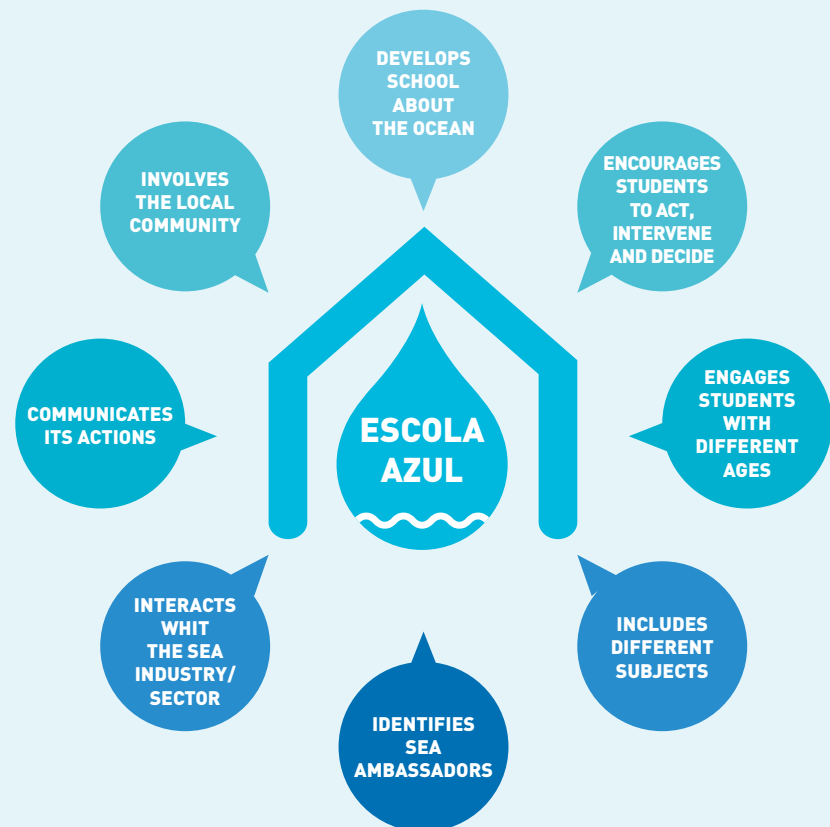 DEVELOPS
SCHOOL
ABOUT
THE OCEAN
ENCOURAGES
STUDENTS
TO ACT,
INTERVENE
AND DECIDE
ENGAGES
STUDENTS
WITH
DIFFERENT
AGES
INCLUDES
DIFFERENT
SUBJECTS
IDENTIFIES
SEA
AMBASSADORS
INTERACTS
WHIT
THE SEA
INDUSTRY/
SECTOR
COMMUNICATES
ITS ACTIONS
INVOLVES
THE LOCAL
COMMUNITY
ESCOLA
AZUL